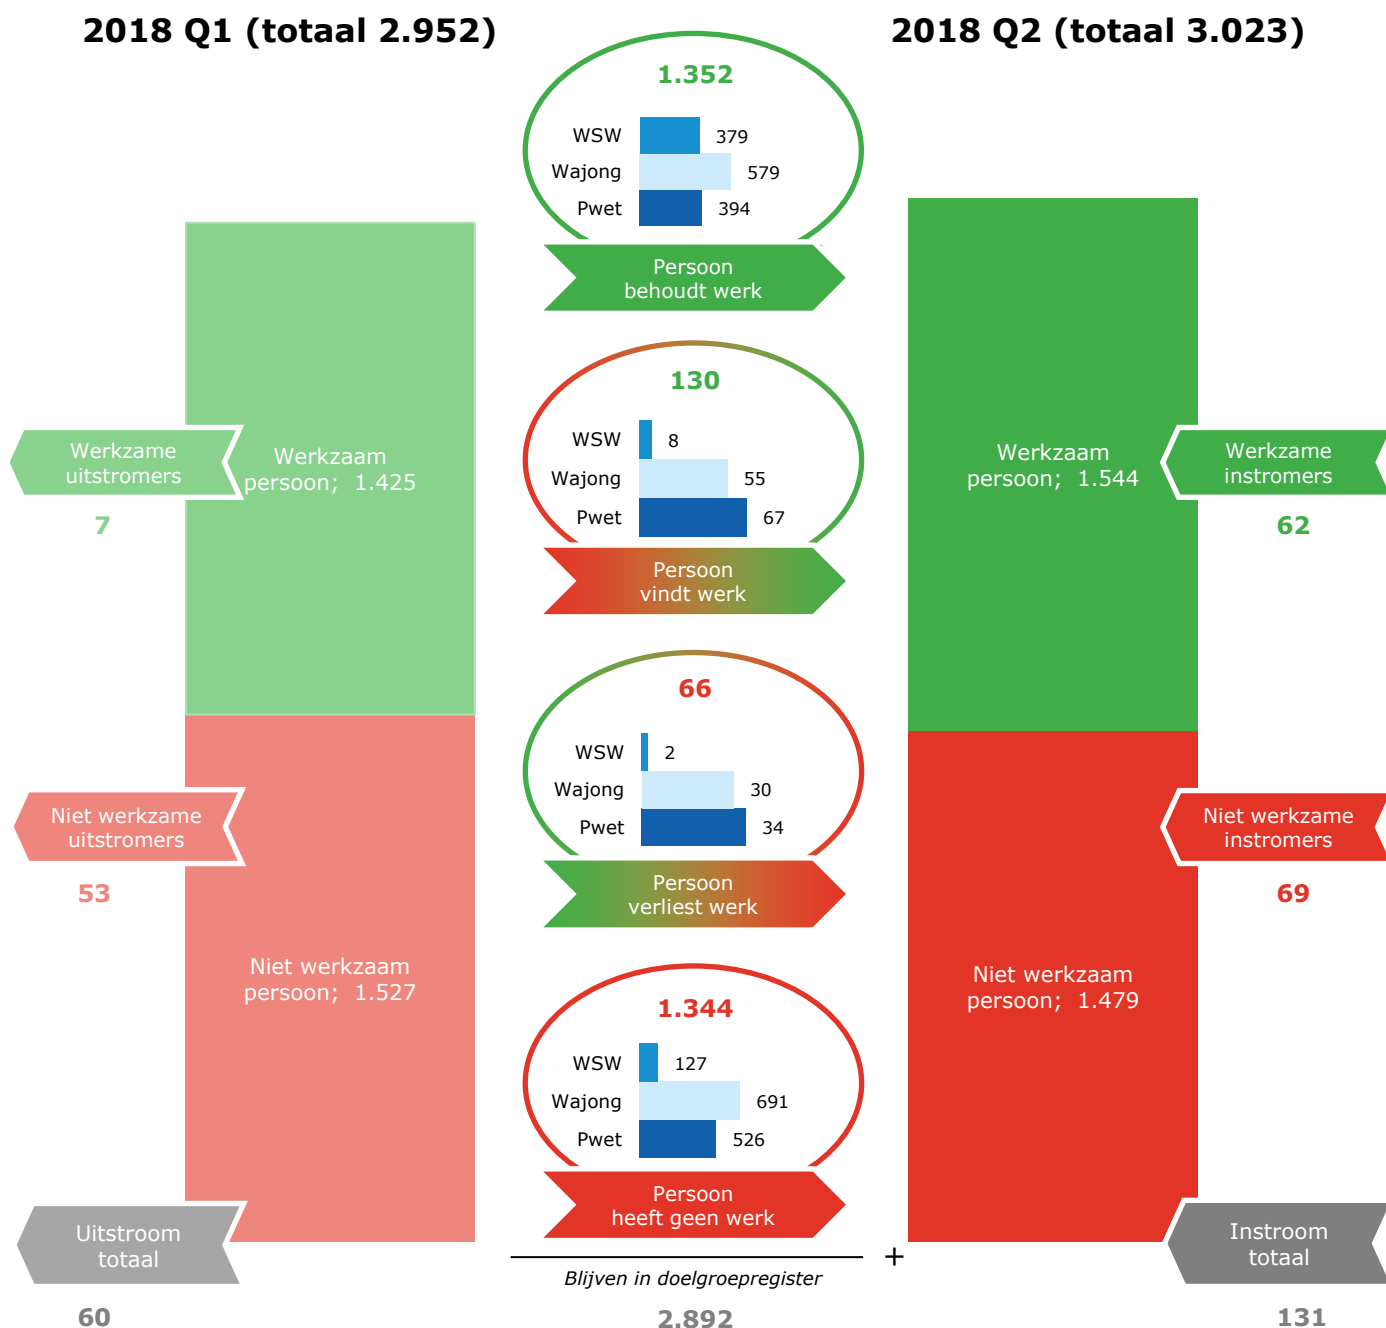 2018 Q1 (totaal 2.952)
2018 Q2 (totaal 3.023)
1.352
WSW 379
Wajong 579
Pwet 394
Persoon
behoudt werk
130
WSW 8
Wajong 55
Pwet 67
Persoon
vindt werk
66
WSW 2
Wajong 30
Pwet 34
Persoon
verliest werk
1.344
WSW 127
Wajong 691
Pwet 526
Persoon
heeft geen werk
Blijven in doelgroepregister
2.892
+
Werkzame
uitstromers
7
Werkzaam
persoon; 1.425
Niet werkzame
uitstromers
53
Niet werkzaam
persoon; 1.527
Uitstroom
totaal
60
Werkzaam
persoon; 1.544
Werkzame
instromers
62
Niet werkzame
instromers
69
Niet werkzaam
persoon; 1.479
Instroom
totaal
131